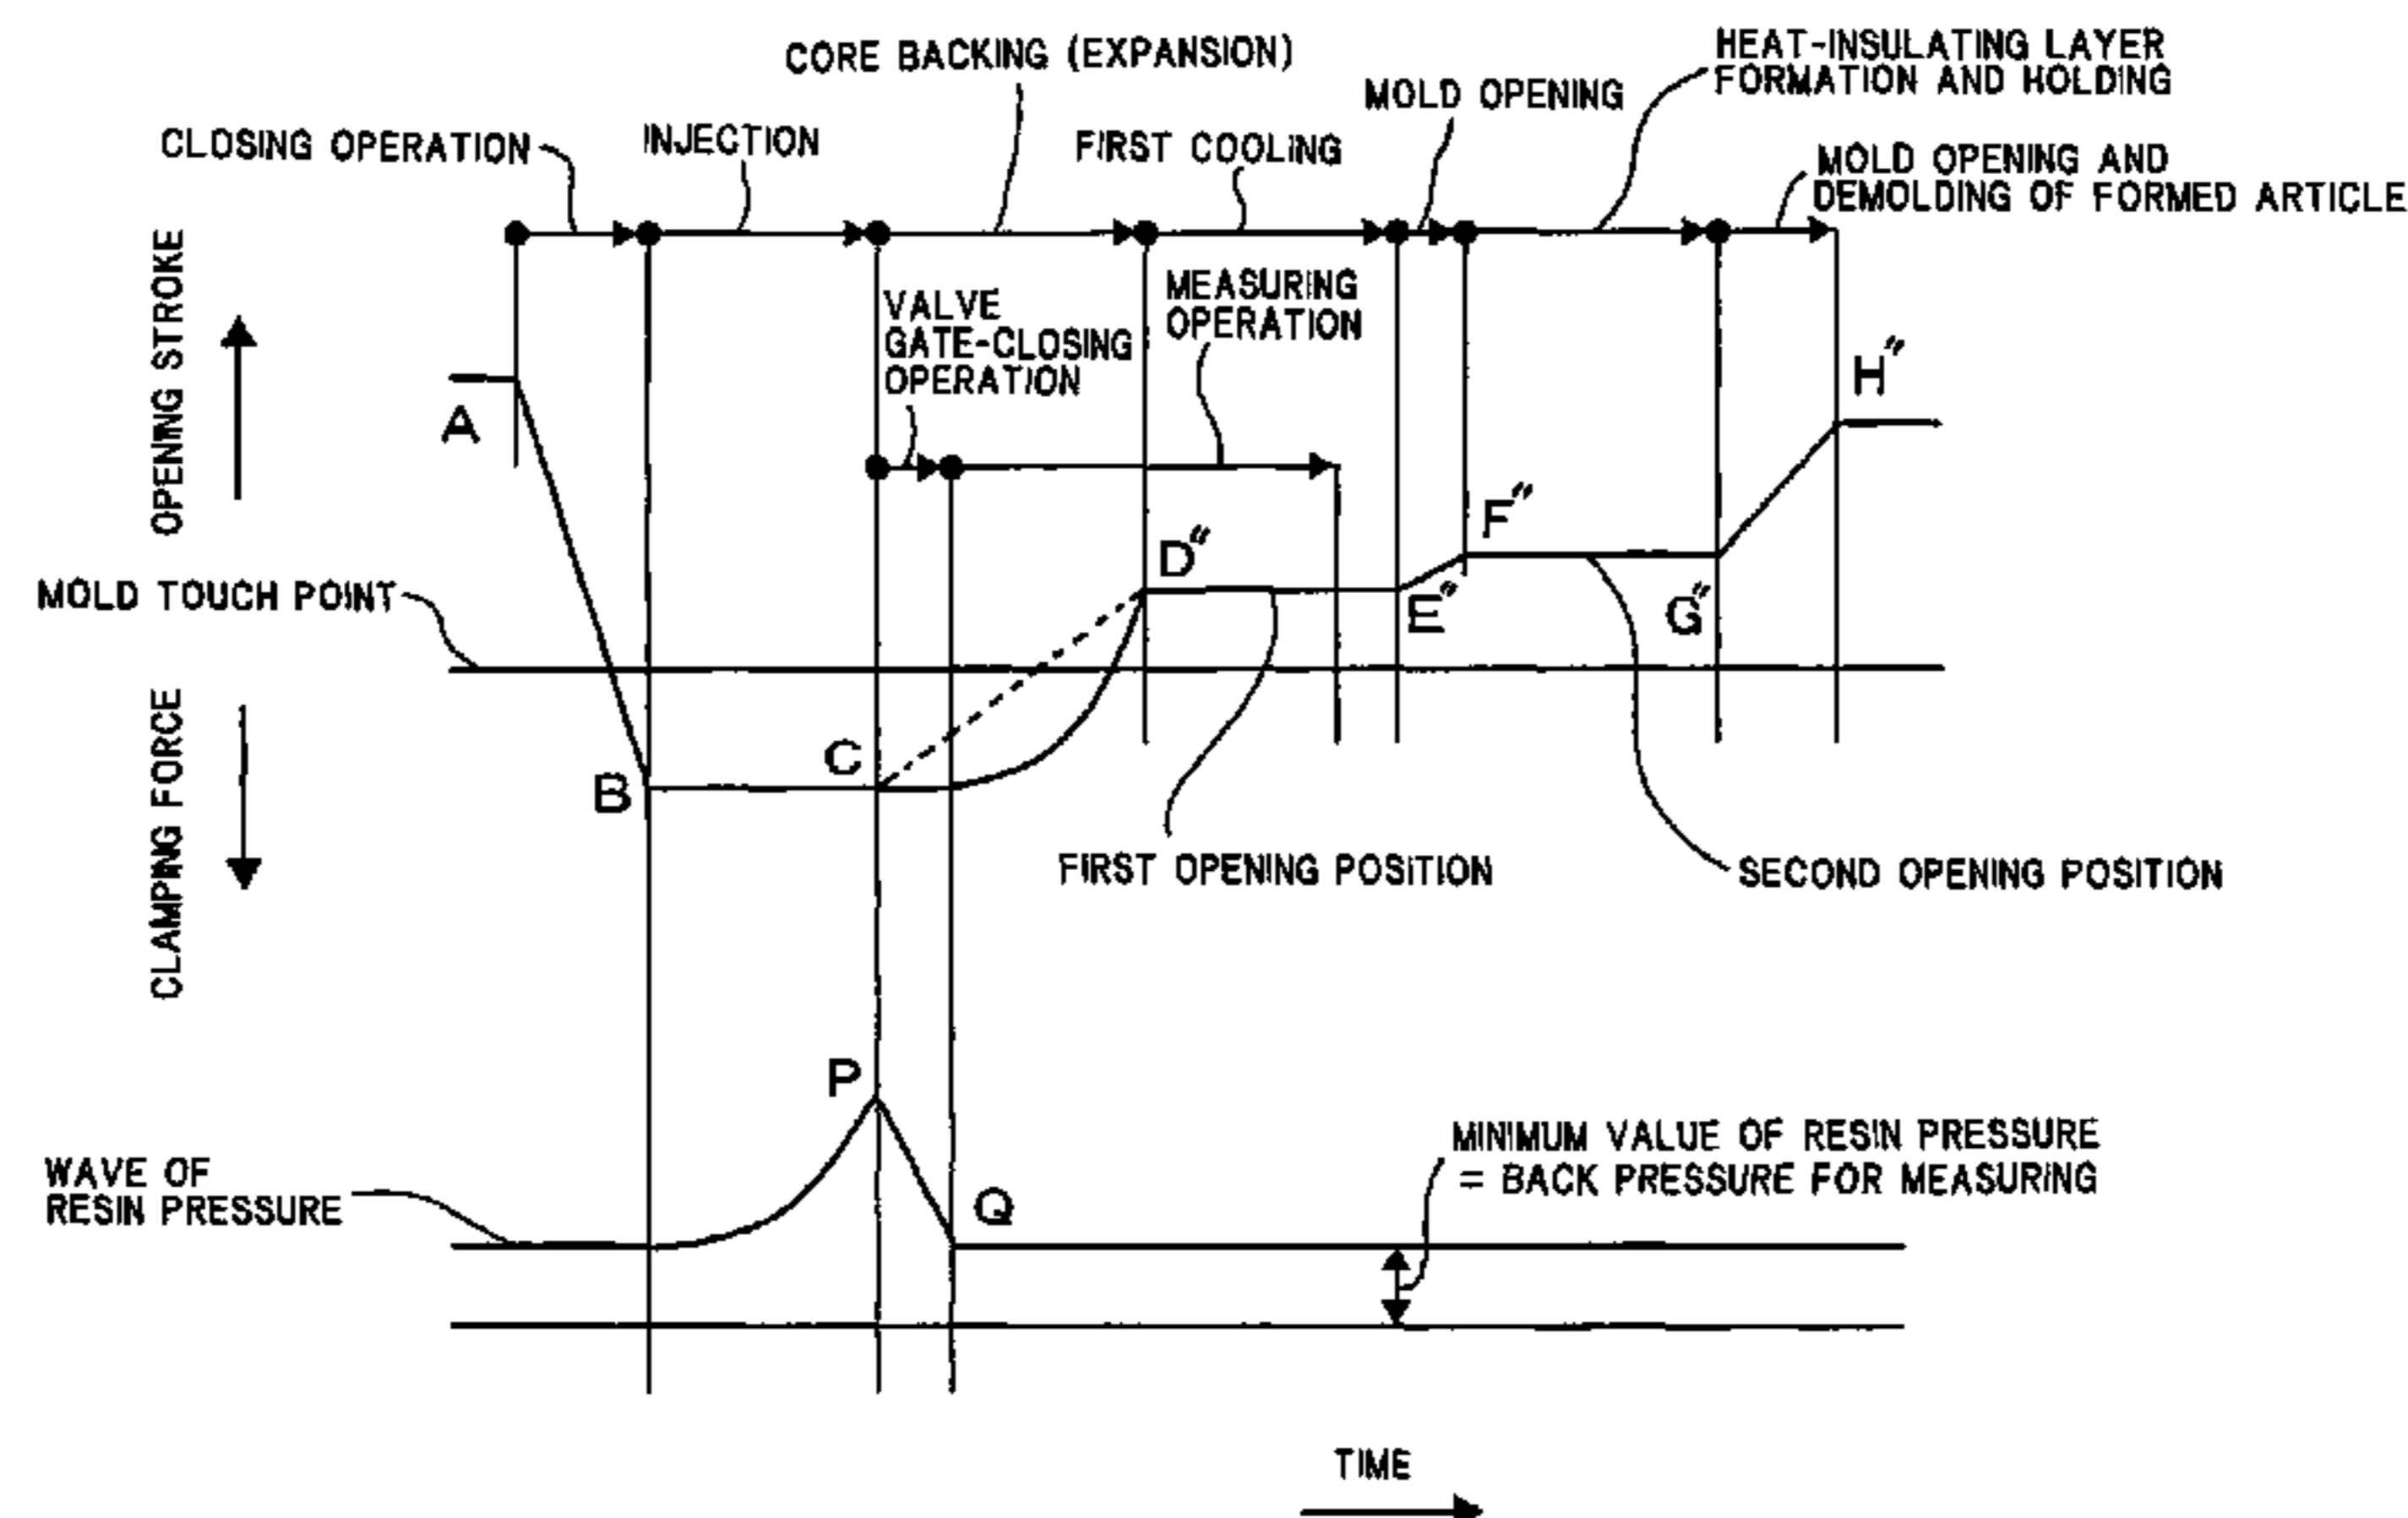 CORE BACKING (EXPANSION)
HEAT-INSULATING LAYER
FORMATION AND HOLDING
MOLD OPENING
CLOSING OPERATION
INJECTION
FIRST COOLING
MOLD OPENING AND
DEMOLDING OF FORMED ARTICLE
OPENING STROKE
VALVE
GATE-CLOSING
OPERATION
MEASURING
OPERATION
A
H"
F"
D"
MOLD TOUCH POINT
E"
G"
CLAMPING FORCE
C
B
FIRST OPENING POSITION
SECOND OPENING POSITION
P
WAVE OF
RESIN PRESSURE
Q
MINIMUM VALUE OF RESIN PRESSURE
= BACK PRESSURE FOR MEASURING
TIME